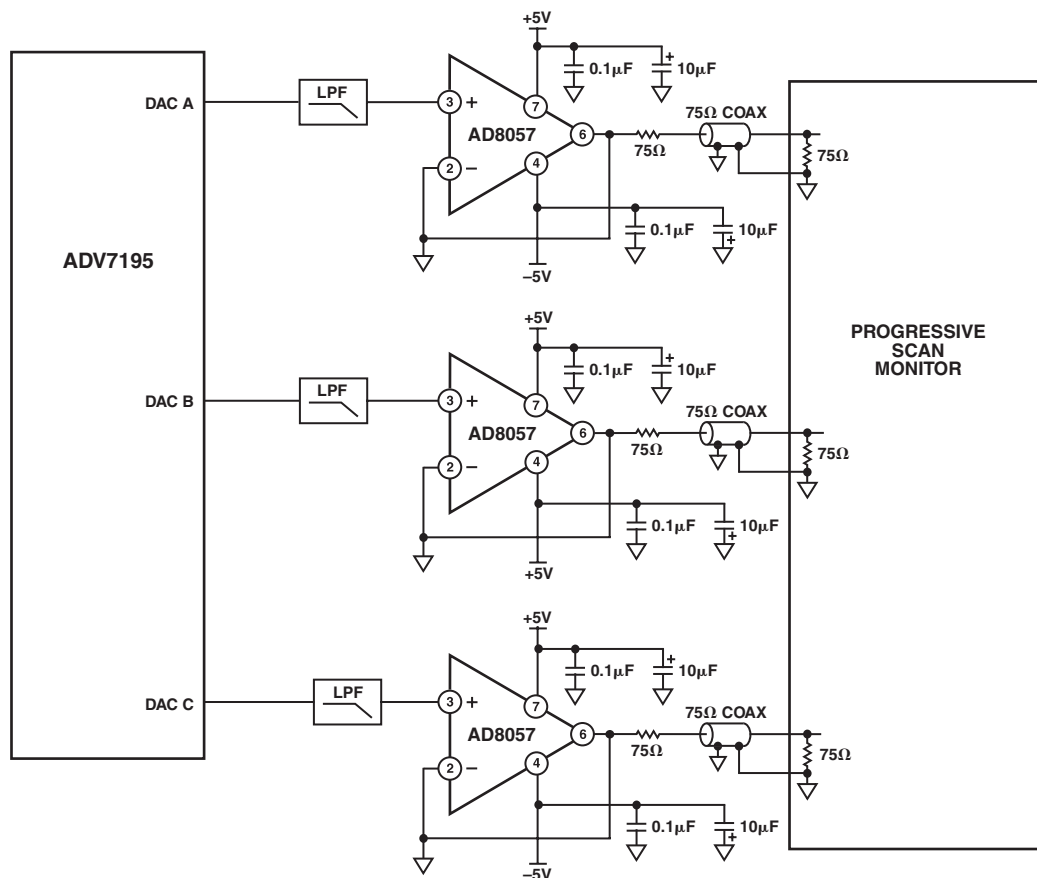 ADV7195
DAC A
LPF
3 +
2 –
AD8057
7
6
4
+5V
0.1µF
10µF
+
75Ω
75Ω COAX
75Ω
0.1µF
10µF
+
–5V
DAC B
LPF
3 +
2 –
AD8057
7
6
4
+5V
0.1µF
10µF
+
75Ω
75Ω COAX
75Ω
0.1µF
10µF
+
+5V
DAC C
LPF
3 +
2 –
AD8057
7
6
4
+5V
0.1µF
10µF
+
75Ω
75Ω COAX
75Ω
0.1µF
10µF
+
–5V
PROGRESSIVE
SCAN
MONITOR